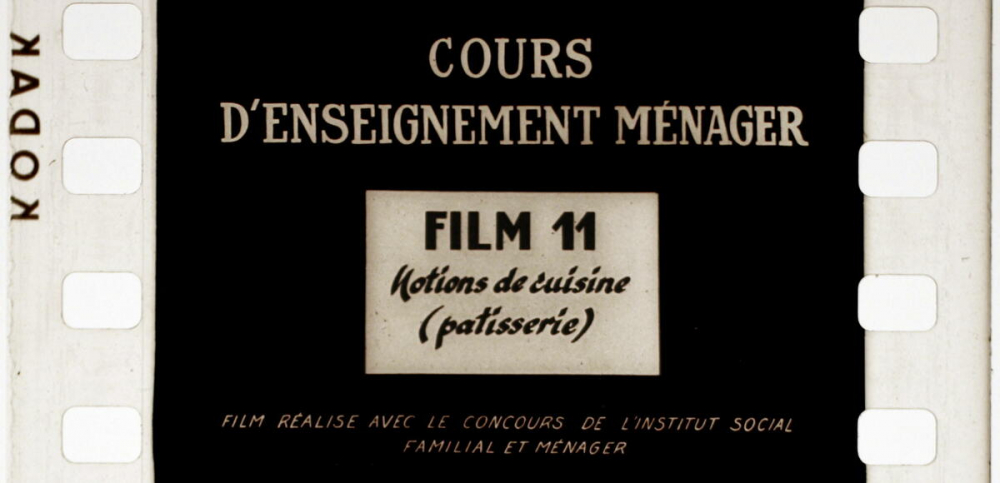 KODAK
COURS
D'ENSEIGNEMENT MÉNAGER
FILM 11
Notions de cuisine
(patisserie)
FILM RÉALISE AVEC LE CONCOURS DE L'INSTITUT SOCIAL
FAMILIAL ET MÉNAGER